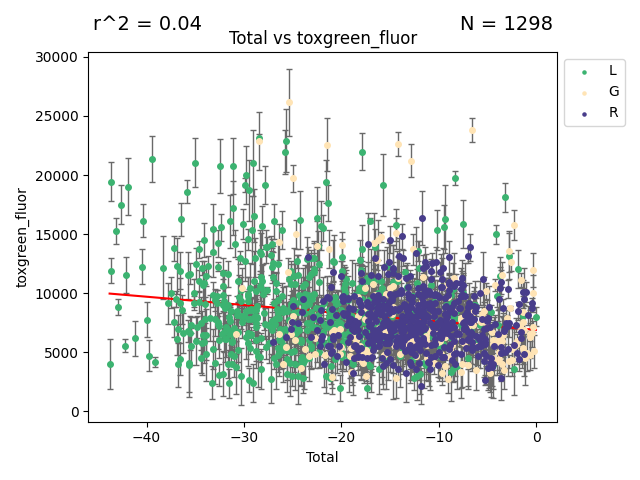 r^2 = 0.04 N = 1298
Total vs toxgreen_fluor
30000
25000
20000
15000
10000
5000
0
toxgreen_fluor
−40 −30 −20 −10 0
Total
L
G
R